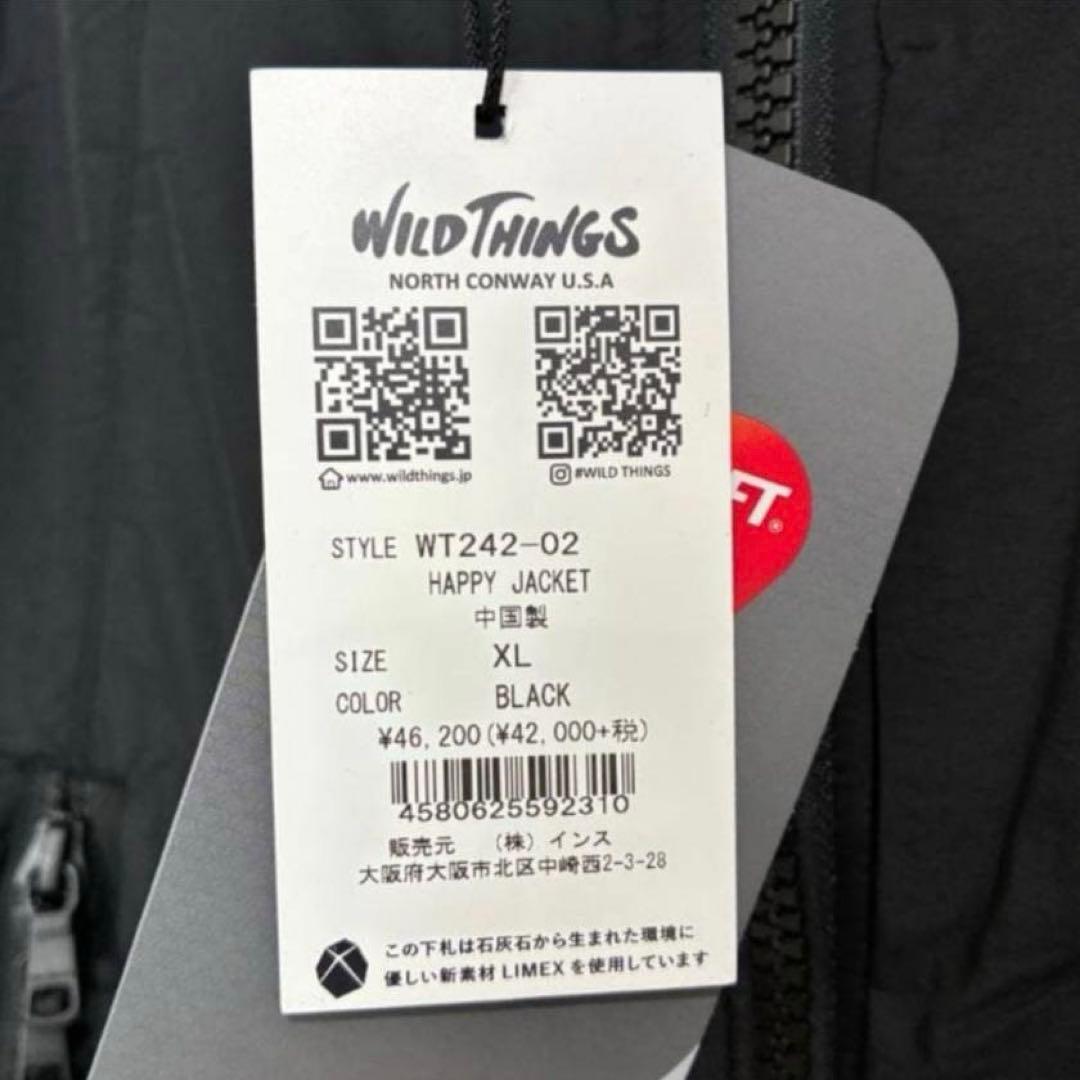 WILD THINGS
NORTH CONWAY U.S.A
www.wildthings.jp
#WILD THINGS
FT®
STYLE WT242-02
HAPPY JACKET
中国製
SIZE XL
COLOR BLACK
¥46,200(¥42,000+税)
4580625592310
販売元 (株)インス
大阪府大阪市北区中崎西2-3-28
この下札は石灰石から生まれた環境に
優しい新素材LIMEXを使用しています